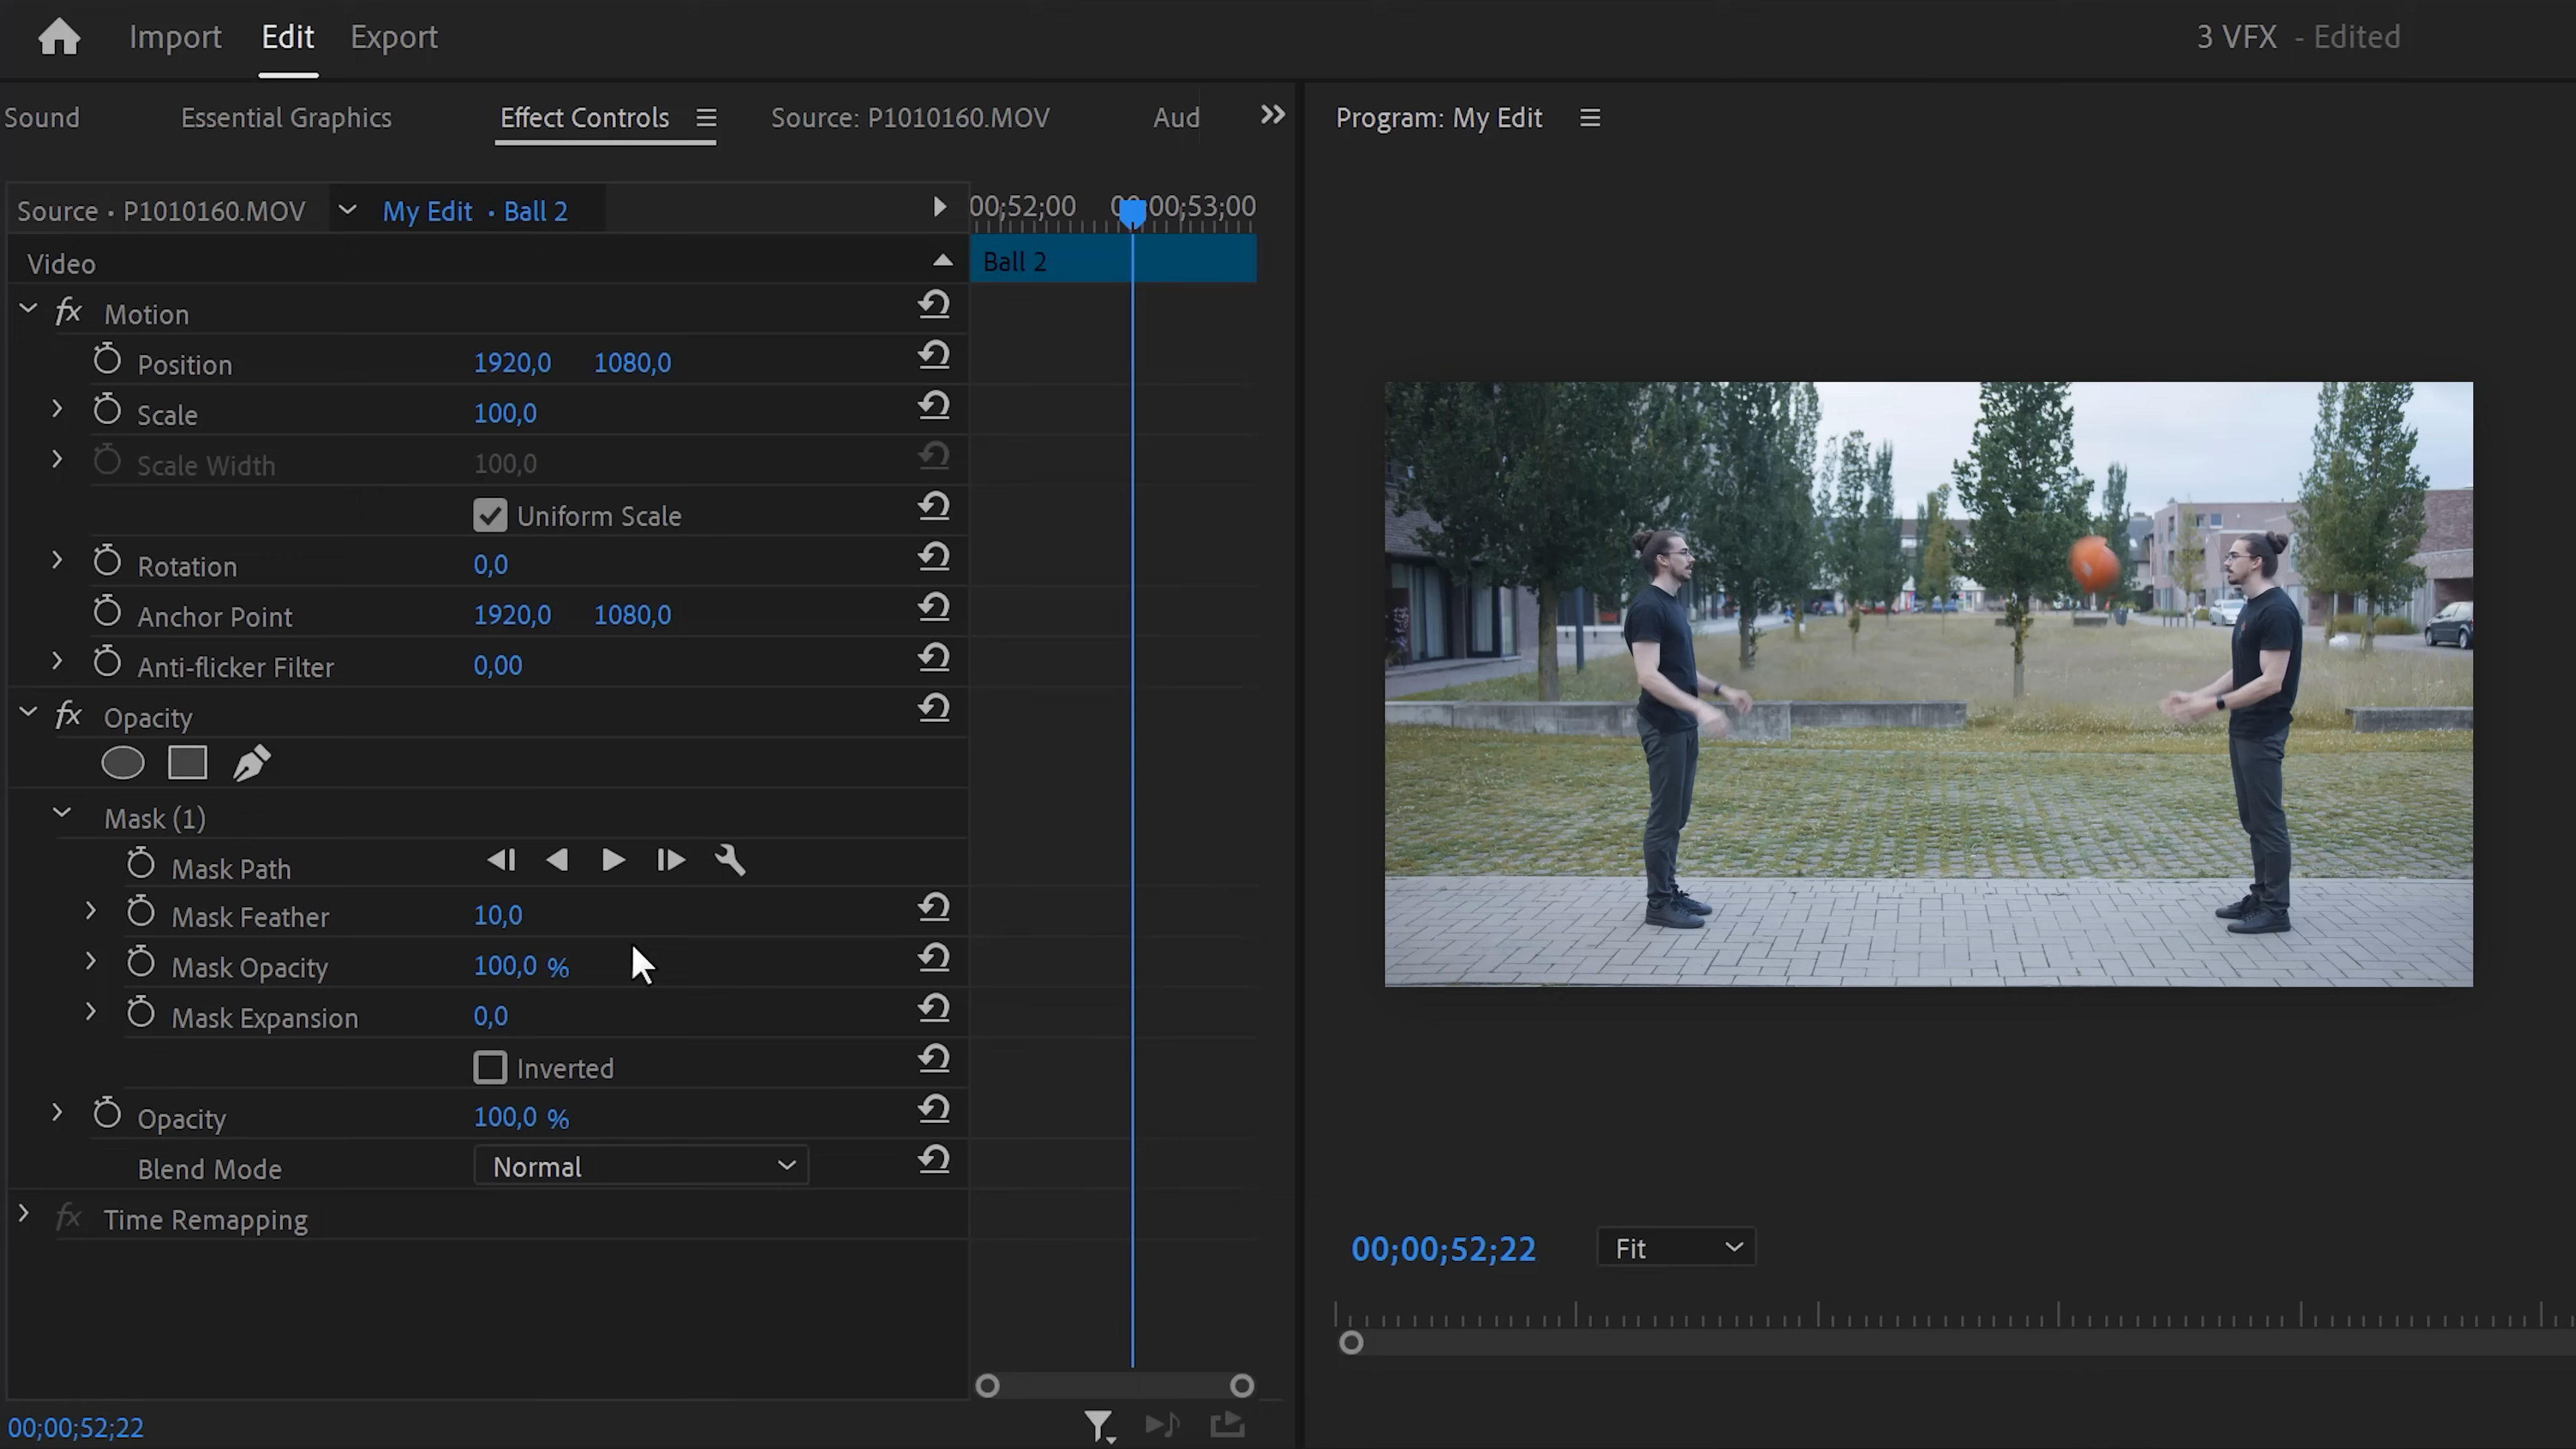 Import Edit Export 3 VFX - Edited
Sound Essential Graphics Effect Controls Source: P1010160.MOV Aud Program: My Edit
Source • P1010160.MOV My Edit • Ball 2 00;52;00 00;00;53;00
Video Ball 2
fx Motion
Position 1920,0 1080,0
Scale 100,0
Scale Width 100,0
Uniform Scale
Rotation 0,0
Anchor Point 1920,0 1080,0
Anti-flicker Filter 0,00
fx Opacity
Mask (1)
Mask Path
Mask Feather 10,0
Mask Opacity 100,0 %
Mask Expansion 0,0
Inverted
Opacity 100,0 %
Blend Mode Normal
fx Time Remapping
00;00;52;22 Fit
00;00;52;22